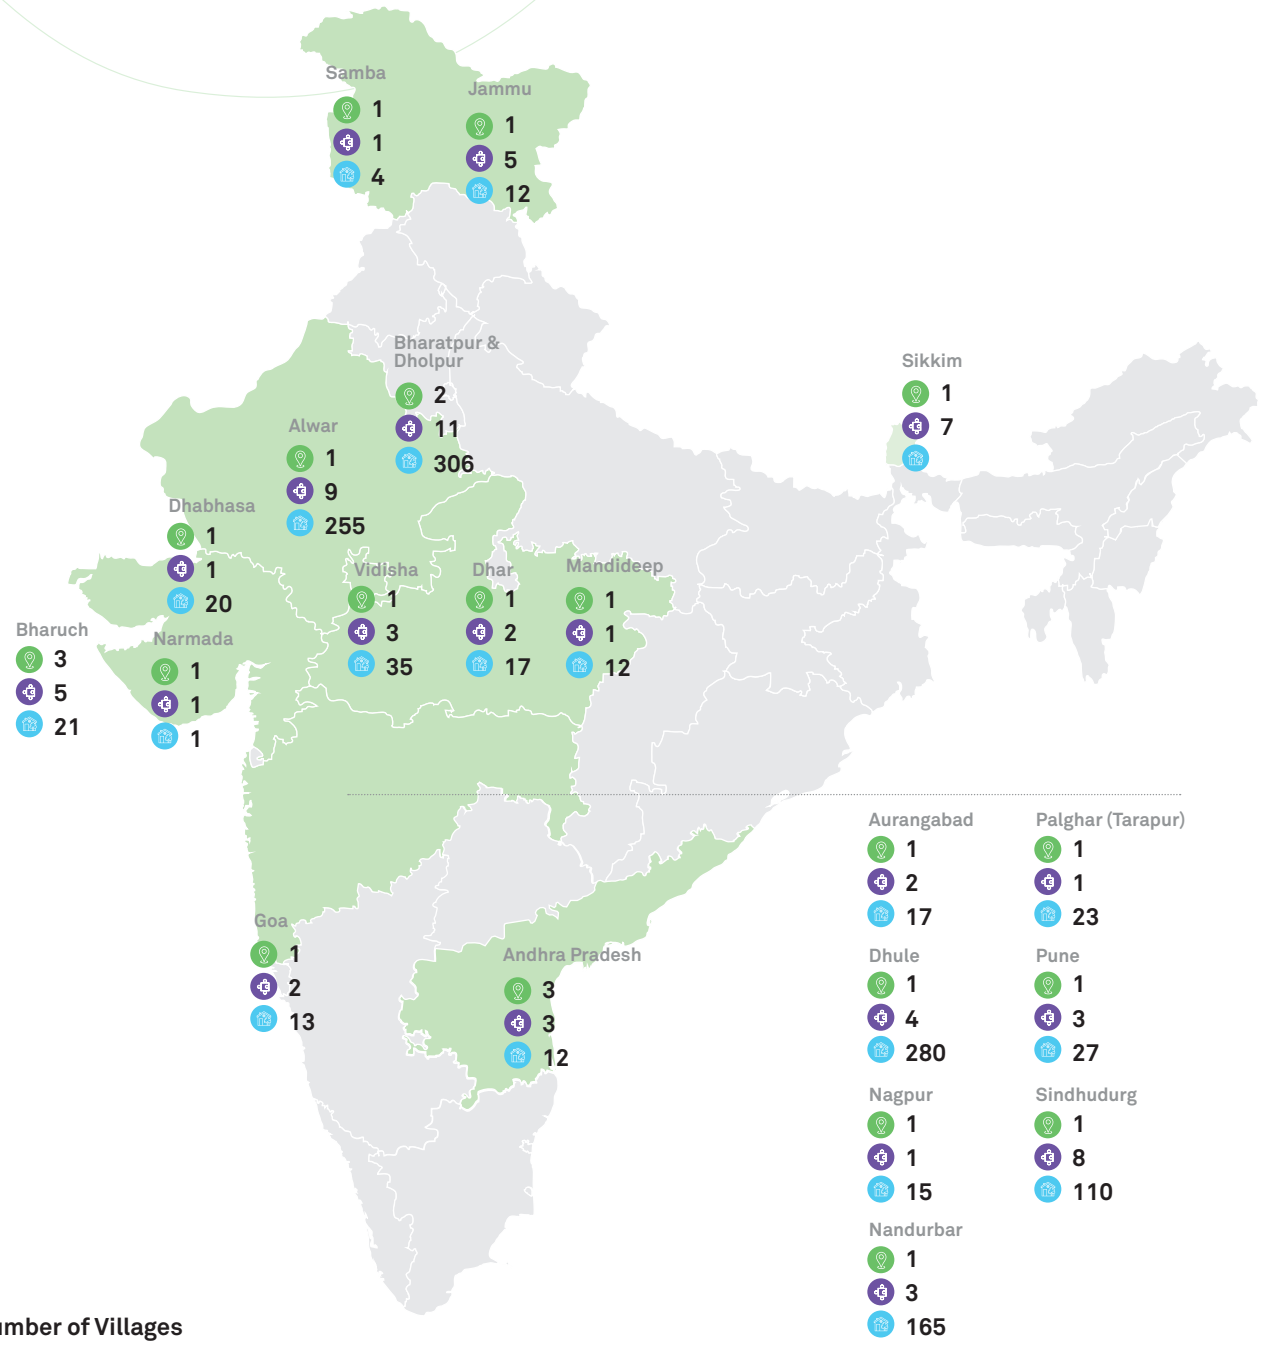 Samba
1
1
4
Jammu
1
5
12
Bharatpur &
Dholpur
2
11
306
Sikkim
1
7
Alwar
1
9
255
Dhabhasa
1
1
20
Vidisha
1
3
35
Dhar
1
2
17
Mandideep
1
1
12
Bharuch
3
5
21
Narmada
1
1
1
Goa
1
2
13
Andhra Pradesh
3
3
12
Aurangabad
1
2
17
Palghar (Tarapur)
1
1
23
Dhule
1
4
280
Pune
1
3
27
Nagpur
1
1
15
Sindhudurg
1
8
110
Nandurbar
1
3
165
umber of Villages